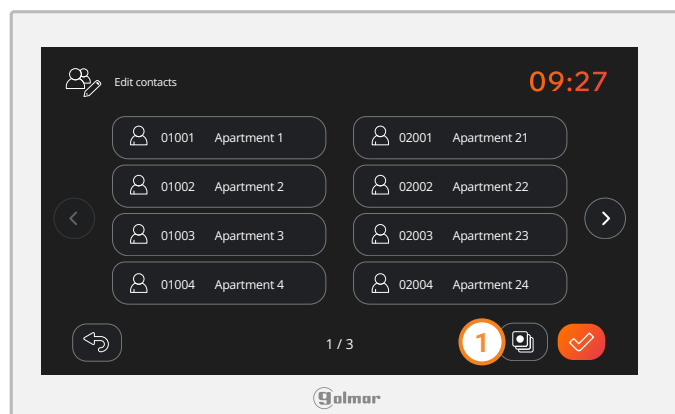 Edit contacts
09:27
01001 Apartment 1
02001 Apartment 21
01002 Apartment 2
02002 Apartment 22
01003 Apartment 3
02003 Apartment 23
01004 Apartment 4
02004 Apartment 24
1 / 3
1
golmar